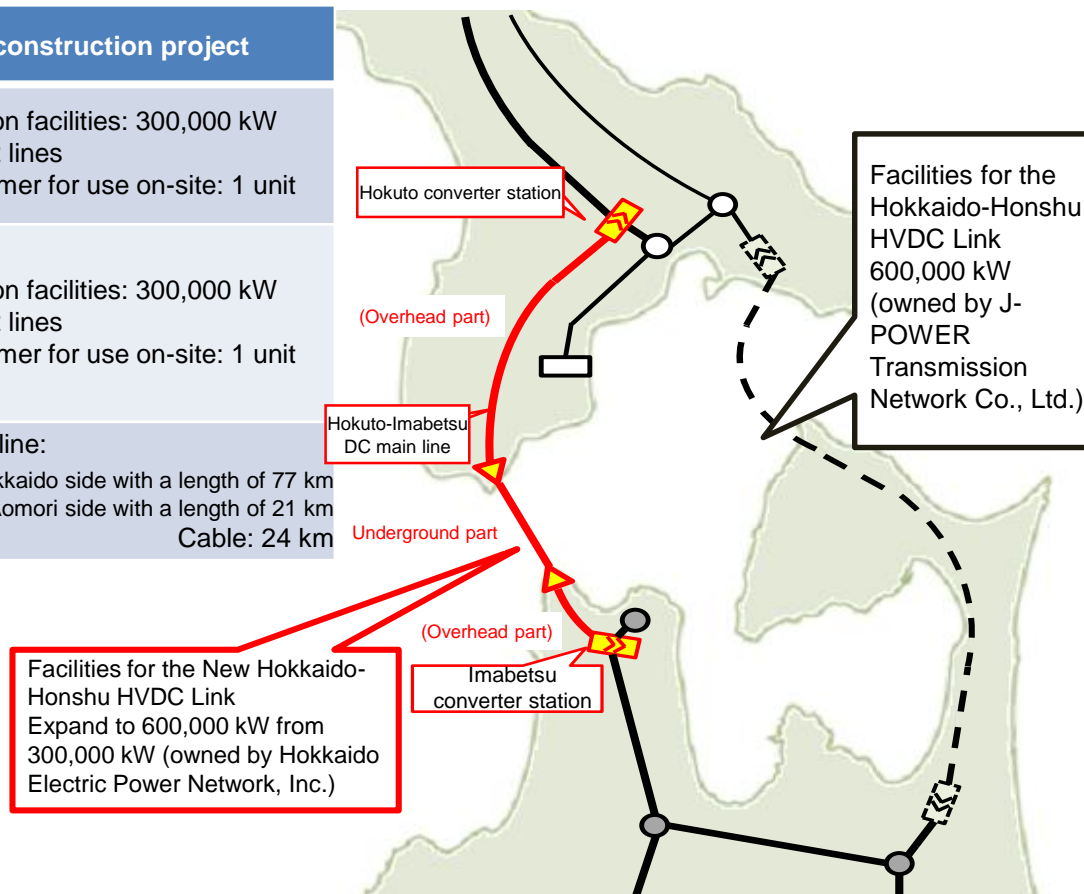 construction project
on facilities: 300,000 kW
lines
mer for use on-site: 1 unit
on facilities: 300,000 kW
lines
mer for use on-site: 1 unit
line:
kkaido side with a length of 77 km
omori side with a length of 21 km
Cable: 24 km
Hokuto converter station
(Overhead part)
Hokuto-Imabetsu
DC main line
Underground part
(Overhead part)
Imabetsu
converter station
Facilities for the
Hokkaido-Honshu
HVDC Link
600,000 kW
(owned by J-
POWER
Transmission
Network Co., Ltd.)
Facilities for the New Hokkaido-
Honshu HVDC Link
Expand to 600,000 kW from
300,000 kW (owned by Hokkaido
Electric Power Network, Inc.)